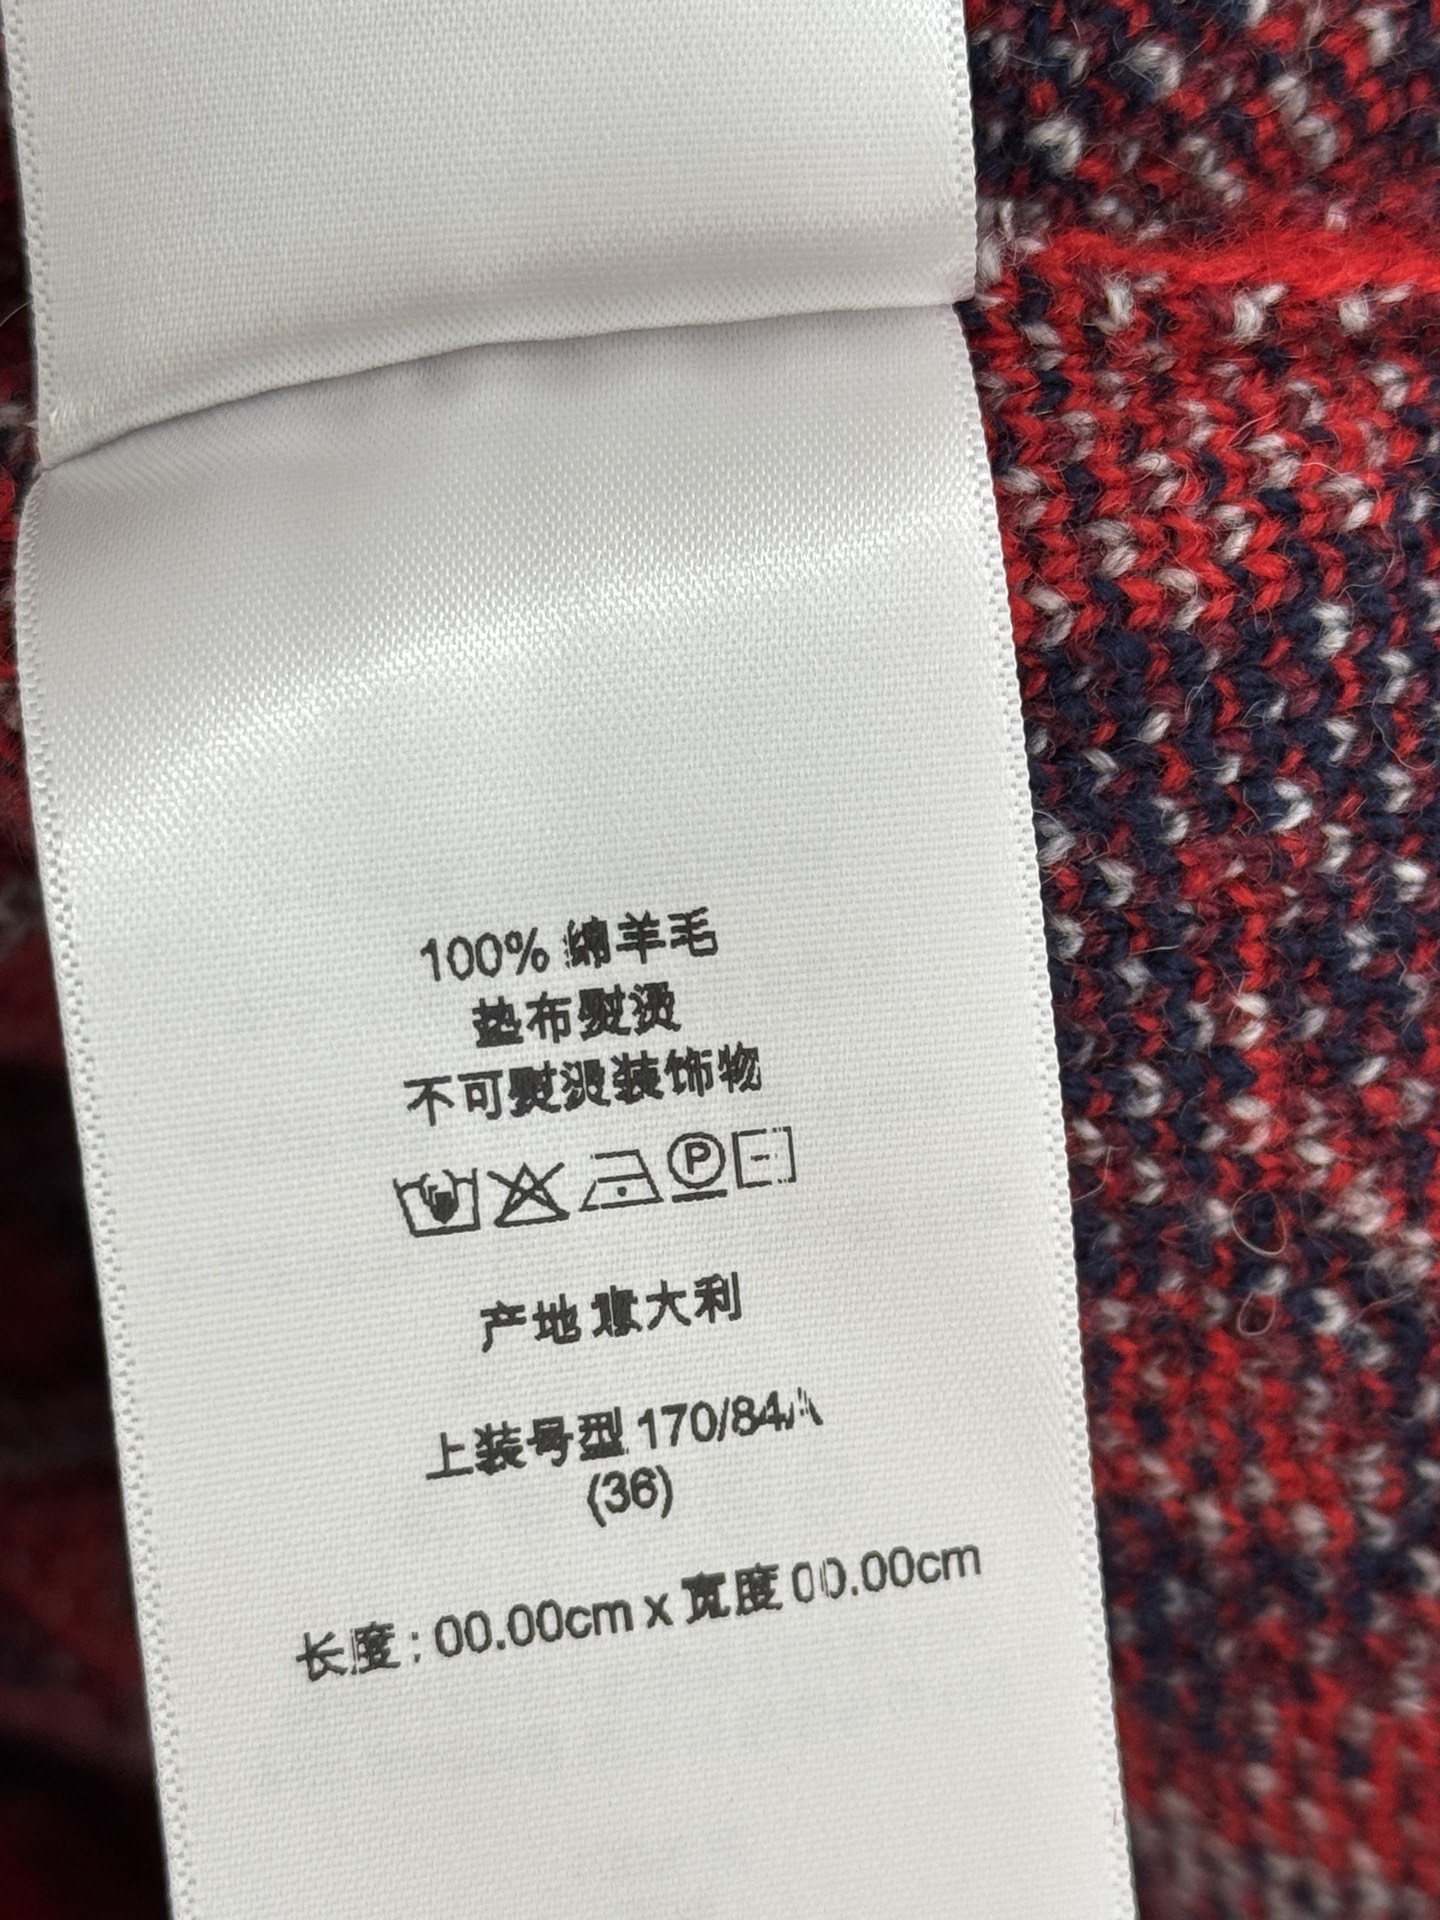 100% 绵羊毛
垫布熨烫
不可熨烫装饰物
P
产地 意大利
上装号型 170/84A
(36)
长度: 00.00cm x 宽度 00.00cm